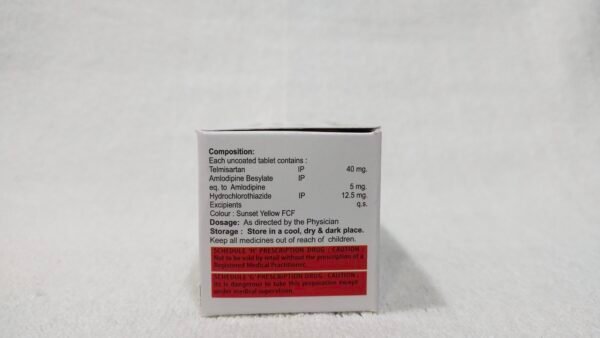 Composition:
Each uncoated tablet contains :
Telmisartan IP 40 mg.
Amlodipine Besylate IP
eq. to Amlodipine 5 mg.
Hydrochlorothiazide IP 12.5 mg.
Excipients q.s.
Colour : Sunset Yellow FCF
Dosage: As directed by the Physician
Storage : Store in a cool, dry & dark place.
Keep all medicines out of reach of children.
SCHEDULE 'H' PRESCRIPTION DRUG : CAUTION :
Not to be sold by retail without the prescription of a
Registered Medical Practitioner.
SCHEDULE 'G' PRESCRIPTION DRUG : CAUTION :
its is dangerous to take this preparation except
under medical supervision.